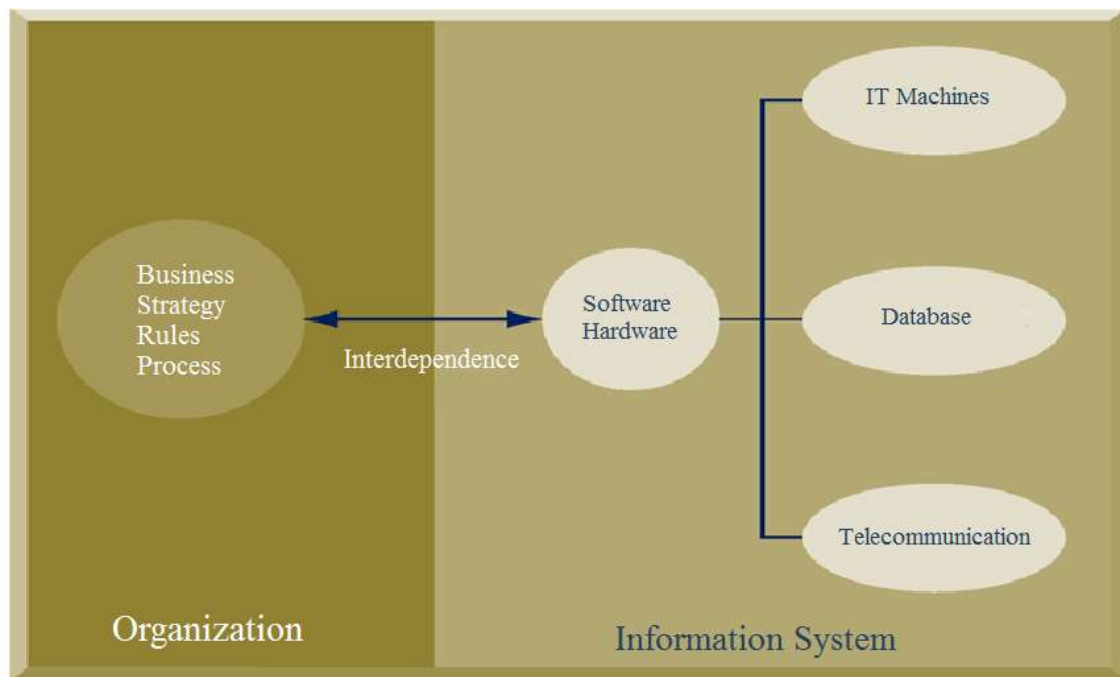 IT Machines
Business
Strategy
Rules
Process
Interdependence
Software
Hardware
Database
Telecommunication
Organization
Information System